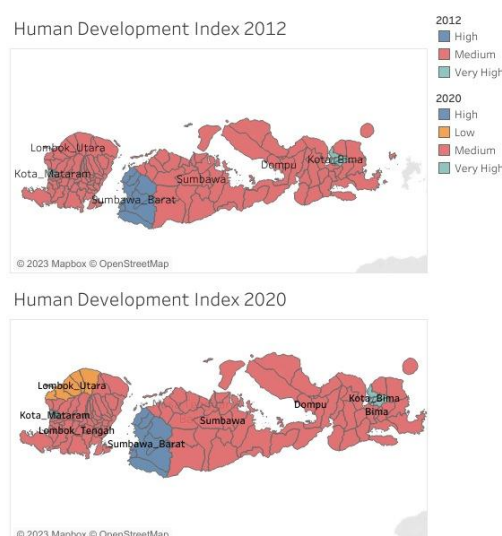 Human Development Index 2012
2012
High
Medium
Very High
2020
High
Low
Medium
Very High
Lombok_Utara
Kota_Mataram
Sumbawa_Barat
Sumbawa
Dompu
Kota_Bima
© 2023 Mapbox © OpenStreetMap
Human Development Index 2020
Lombok_Utara
Kota_Mataram
Lombok_Tengah
Sumbawa_Barat
Sumbawa
Dompu
Kota_Bima
Bima
© 2023 Mapbox © OpenStreetMap